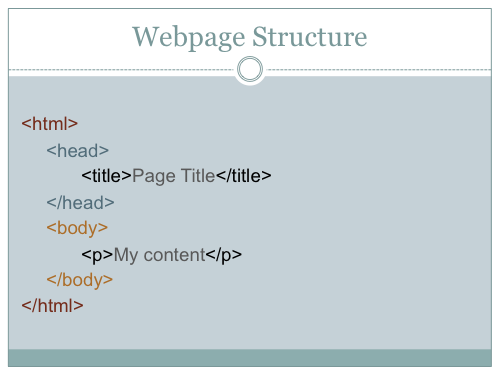 Webpage Structure
<html>
<head>
<title>Page Title</title>
</head>
<body>
<p>My content</p>
</body>
</html>